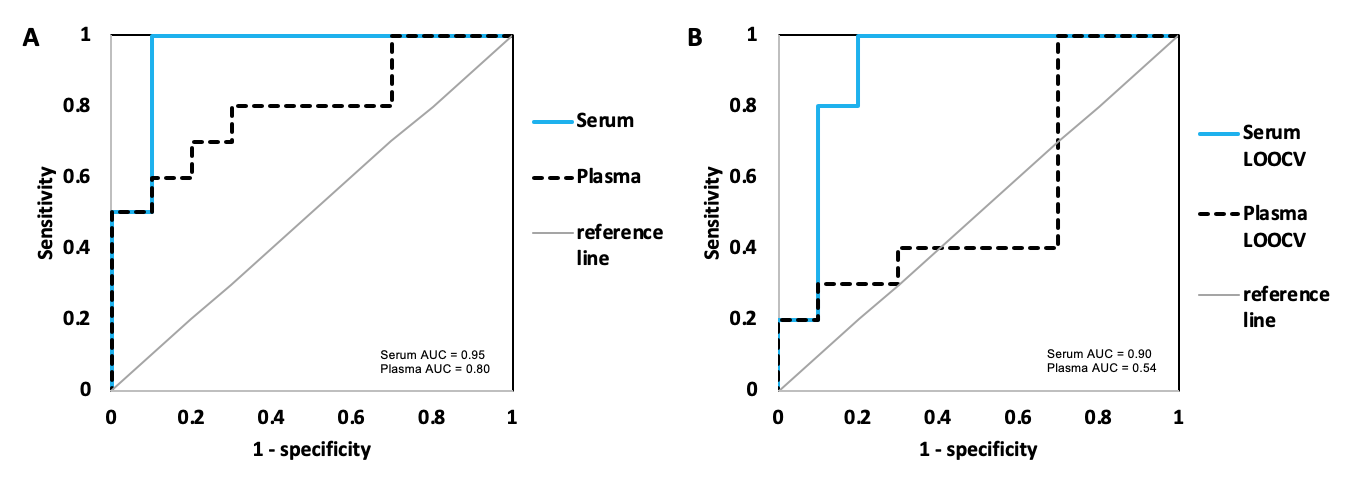 A
1
0.8
0.6
0.4
0.2
0
Sensitivity
0 0.2 0.4 0.6 0.8 1
1 - specificity
Serum AUC = 0.95
Plasma AUC = 0.80
Serum
Plasma
reference
line
B
1
0.8
0.6
0.4
0.2
0
Sensitivity
0 0.2 0.4 0.6 0.8 1
1 - specificity
Serum AUC = 0.90
Plasma AUC = 0.54
Serum
LOOCV
Plasma
LOOCV
reference
line